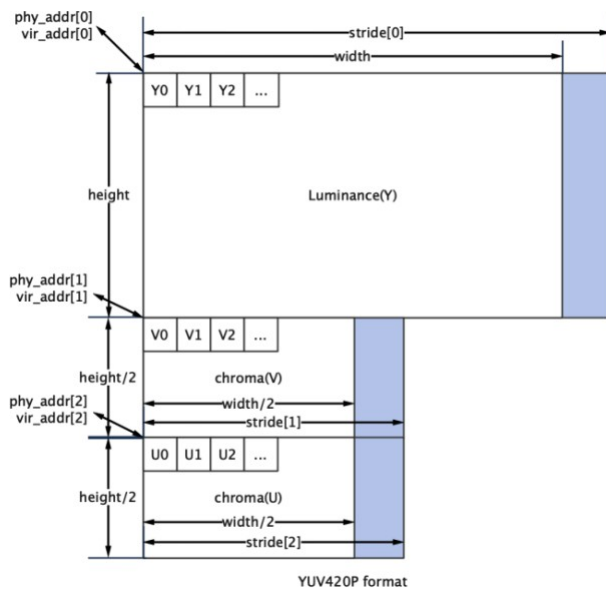 phy_addr[0]
vir_addr[0]
stride[0]
width
Y0 Y1 Y2 ...
height
Luminance(Y)
phy_addr[1]
vir_addr[1]
V0 V1 V2 ...
height/2
chroma(V)
phy_addr[2]
vir_addr[2]
width/2
stride[1]
U0 U1 U2 ...
height/2
chroma(U)
width/2
stride[2]
YUV420P format